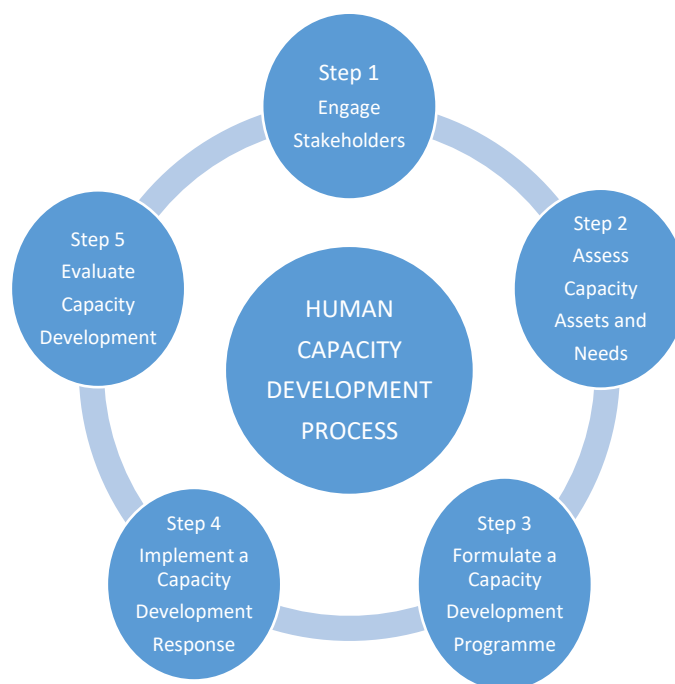 Step 1
Engage
Stakeholders
Step 2
Assess
Capacity
Assets and
Needs
Step 3
Formulate a
Capacity
Development
Programme
Step 4
Implement a
Capacity
Development
Response
Step 5
Evaluate
Capacity
Development
HUMAN
CAPACITY
DEVELOPMENT
PROCESS